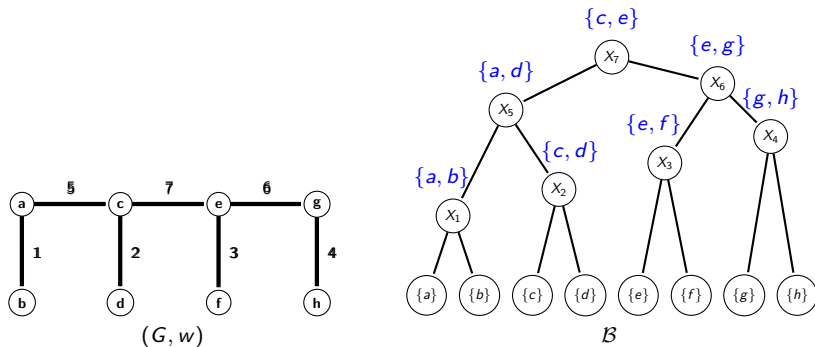 {c, e}
X7
{e, g}
{a, d}
X6
{g, h}
X5
{e, f}
X4
{c, d}
X3
{a, b}
X2
X1
a 5 c 7 e 6 g
1 2 3 4
b d f h
{a} {b} {c} {d} {e} {f} {g} {h}
(G, w)
B